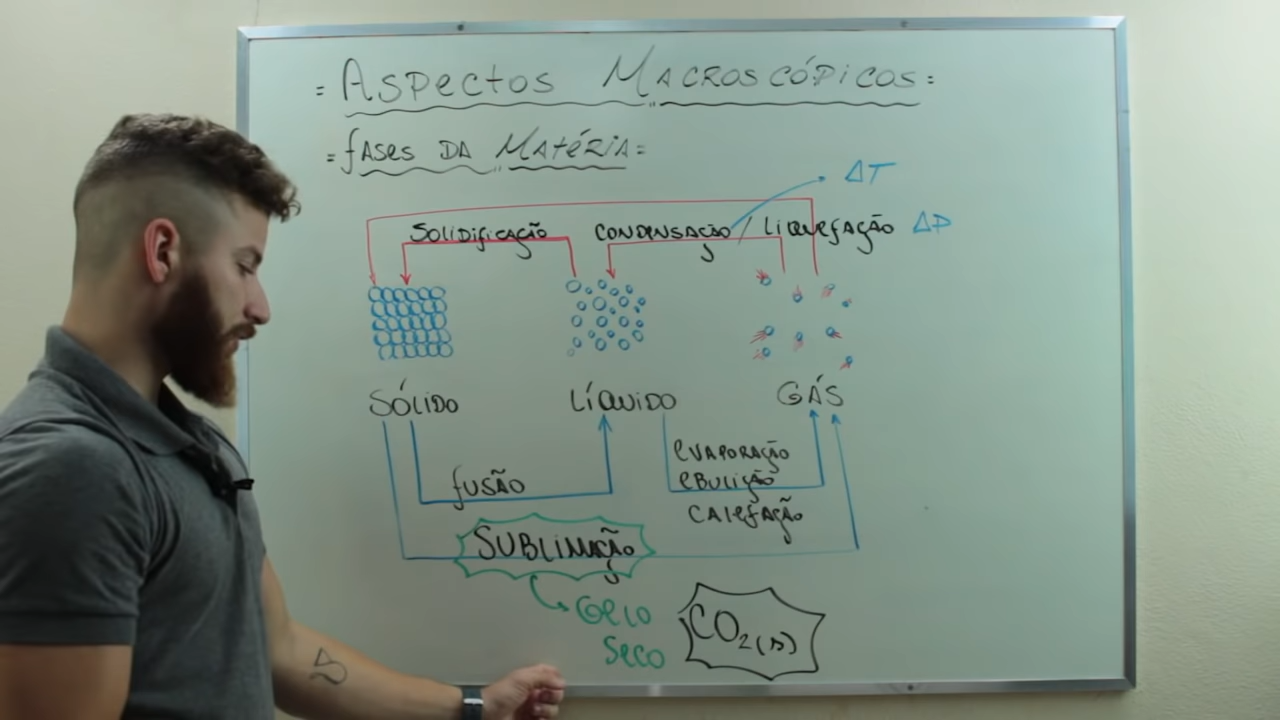 = Aspectos Macroscópicos =
= fases da Matéria =
ΔT
Solidificação
Condensação / Liquefação ΔP
Sólido
Líquido
Gás
fusão
evaporação
ebulição
calefação
Sublimação
Gelo
Seco
CO₂(s)